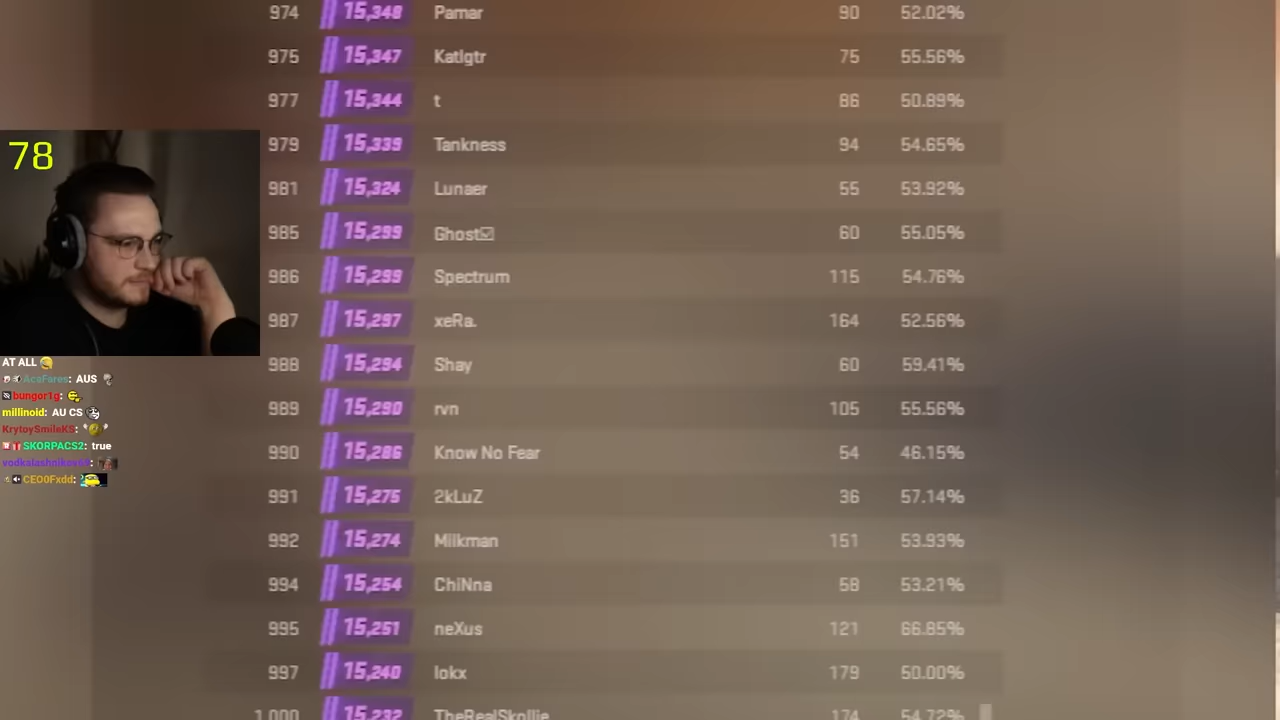 974 15,348 Pamar 90 52.02%
975 15,347 Katlgtr 75 55.56%
977 15,344 t 86 50.89%
979 15,339 Tankness 94 54.65%
981 15,324 Lunaer 55 53.92%
985 15,299 Ghost☑ 60 55.05%
986 15,299 Spectrum 115 54.76%
987 15,297 xeRa. 164 52.56%
988 15,294 Shay 60 59.41%
989 15,290 rvn 105 55.56%
990 15,286 Know No Fear 54 46.15%
991 15,275 2kLuZ 36 57.14%
992 15,274 Milkman 151 53.93%
994 15,254 ChiNna 58 53.21%
995 15,251 neXus 121 66.85%
997 15,240 lokx 179 50.00%
1,000 15,232 TheRealSkollie 174 54.72%
78
AT ALL
AceFares: AUS
bungor1g:
millinoid: AU CS
KrytoySmileKS:
SKORPACS2: true
vodkalashnikov69:
CEO0Fxdd: